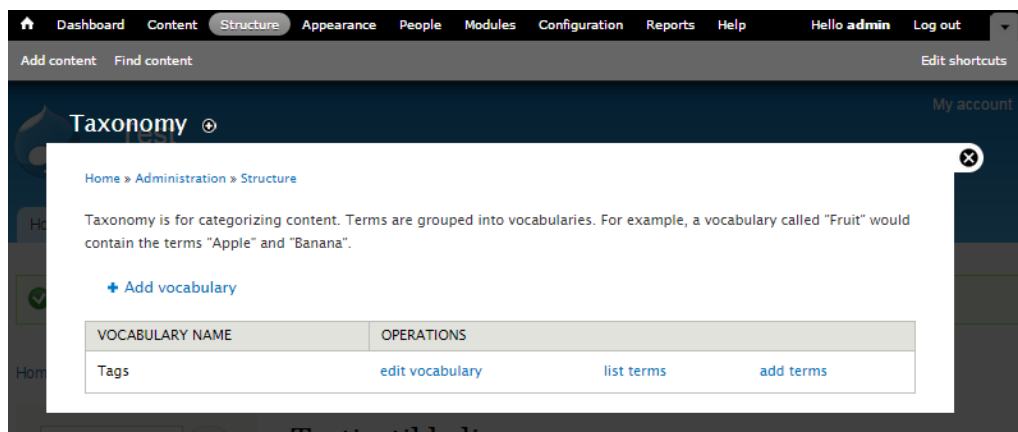 Dashboard Content Structure Appearance People Modules Configuration Reports Help Hello admin Log out
Add content Find content Edit shortcuts
My account
Taxonomy
Test
Home » Administration » Structure
Taxonomy is for categorizing content. Terms are grouped into vocabularies. For example, a vocabulary called "Fruit" would
contain the terms "Apple" and "Banana".
+ Add vocabulary
VOCABULARY NAME OPERATIONS
Tags edit vocabulary list terms add terms
Hom